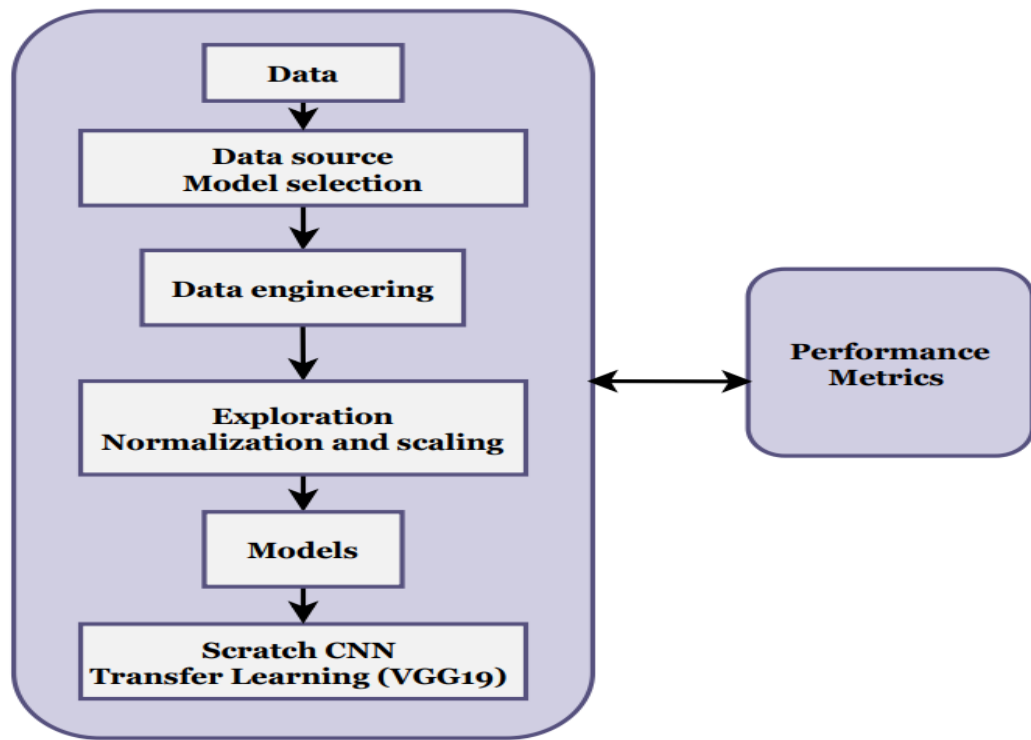 Data
Data source
Model selection
Data engineering
Exploration
Normalization and scaling
Models
Scratch CNN
Transfer Learning (VGG19)
Performance
Metrics